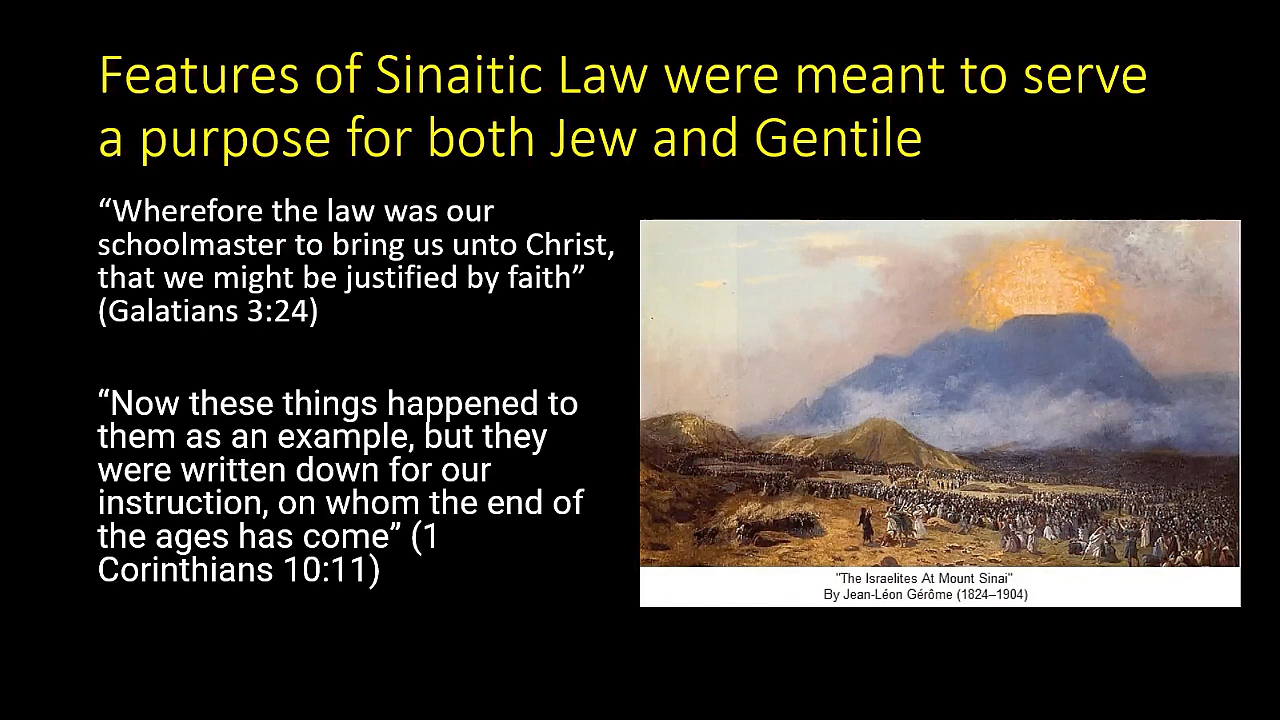 Features of Sinaitic Law were meant to serve
a purpose for both Jew and Gentile
“Wherefore the law was our
schoolmaster to bring us unto Christ,
that we might be justified by faith”
(Galatians 3:24)
“Now these things happened to
them as an example, but they
were written down for our
instruction, on whom the end of
the ages has come” (1
Corinthians 10:11)
"The Israelites At Mount Sinai"
By Jean-Léon Gérôme (1824–1904)